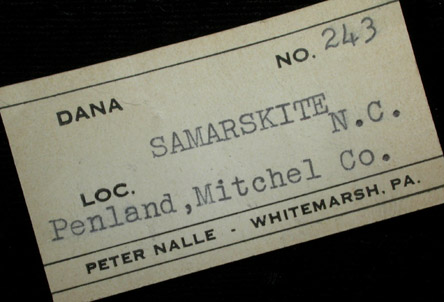 DANA NO. 243
SAMARSKITE N.C.
LOC.
Penland,Mitchel Co.
PETER NALLE - WHITEMARSH, PA.